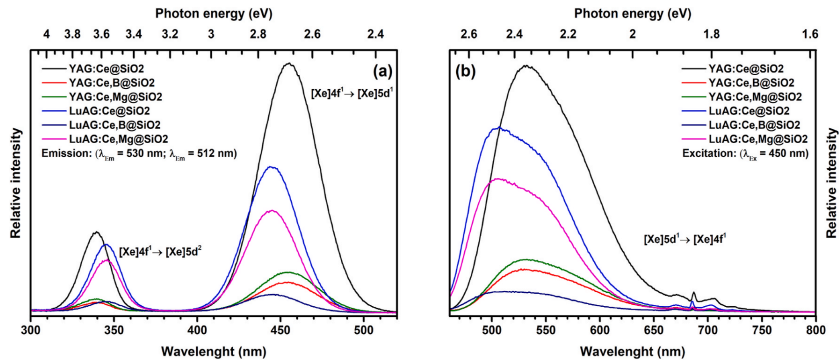 Photon energy (eV)
4 3.8 3.6 3.4 3.2 3 2.8 2.6 2.4
(a)
YAG:Ce@SiO2
YAG:Ce,B@SiO2
YAG:Ce,Mg@SiO2
LuAG:Ce@SiO2
LuAG:Ce,B@SiO2
LuAG:Ce,Mg@SiO2
Emission: (λEm = 530 nm; λEm = 512 nm)
[Xe]4f¹→ [Xe]5d¹
[Xe]4f¹→ [Xe]5d²
Relative intensity
300 350 400 450 500
Wavelenght (nm)
Photon energy (eV)
2.6 2.4 2.2 2 1.8 1.6
(b)
YAG:Ce@SiO2
YAG:Ce,B@SiO2
YAG:Ce,Mg@SiO2
LuAG:Ce@SiO2
LuAG:Ce,B@SiO2
LuAG:Ce,Mg@SiO2
Excitation: (λEx = 450 nm)
[Xe]5d¹→ [Xe]4f¹
Relative intensity
500 550 600 650 700 750 800
Wavelenght (nm)